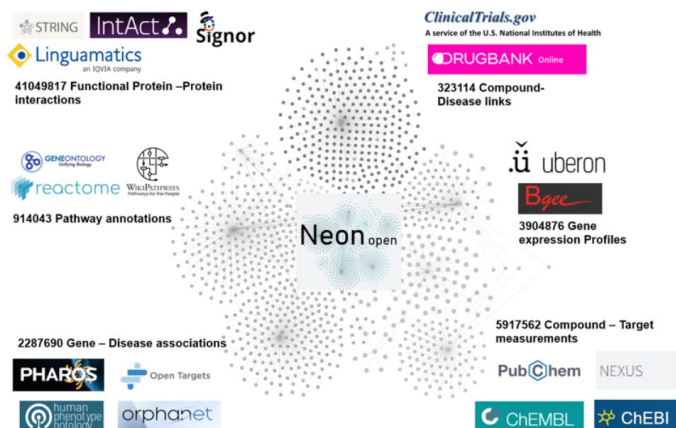 STRING
IntAct
Signor
Linguamatics
an IQVIA company
41049817 Functional Protein –Protein
interactions
ClinicalTrials.gov
A service of the U.S. National Institutes of Health
DRUGBANK Online
323114 Compound-
Disease links
GENEONTOLOGY
Unifying Biology
reactome
WIKIPATHWAYS
Pathways for the People
914043 Pathway annotations
Neon open
.ü uberon
Bgee
3904876 Gene
expression Profiles
2287690 Gene – Disease associations
PHAROS
Open Targets
human
phenotype
ontology
orphanet
5917562 Compound – Target
measurements
PubChem
NEXUS
ChEMBL
ChEBI